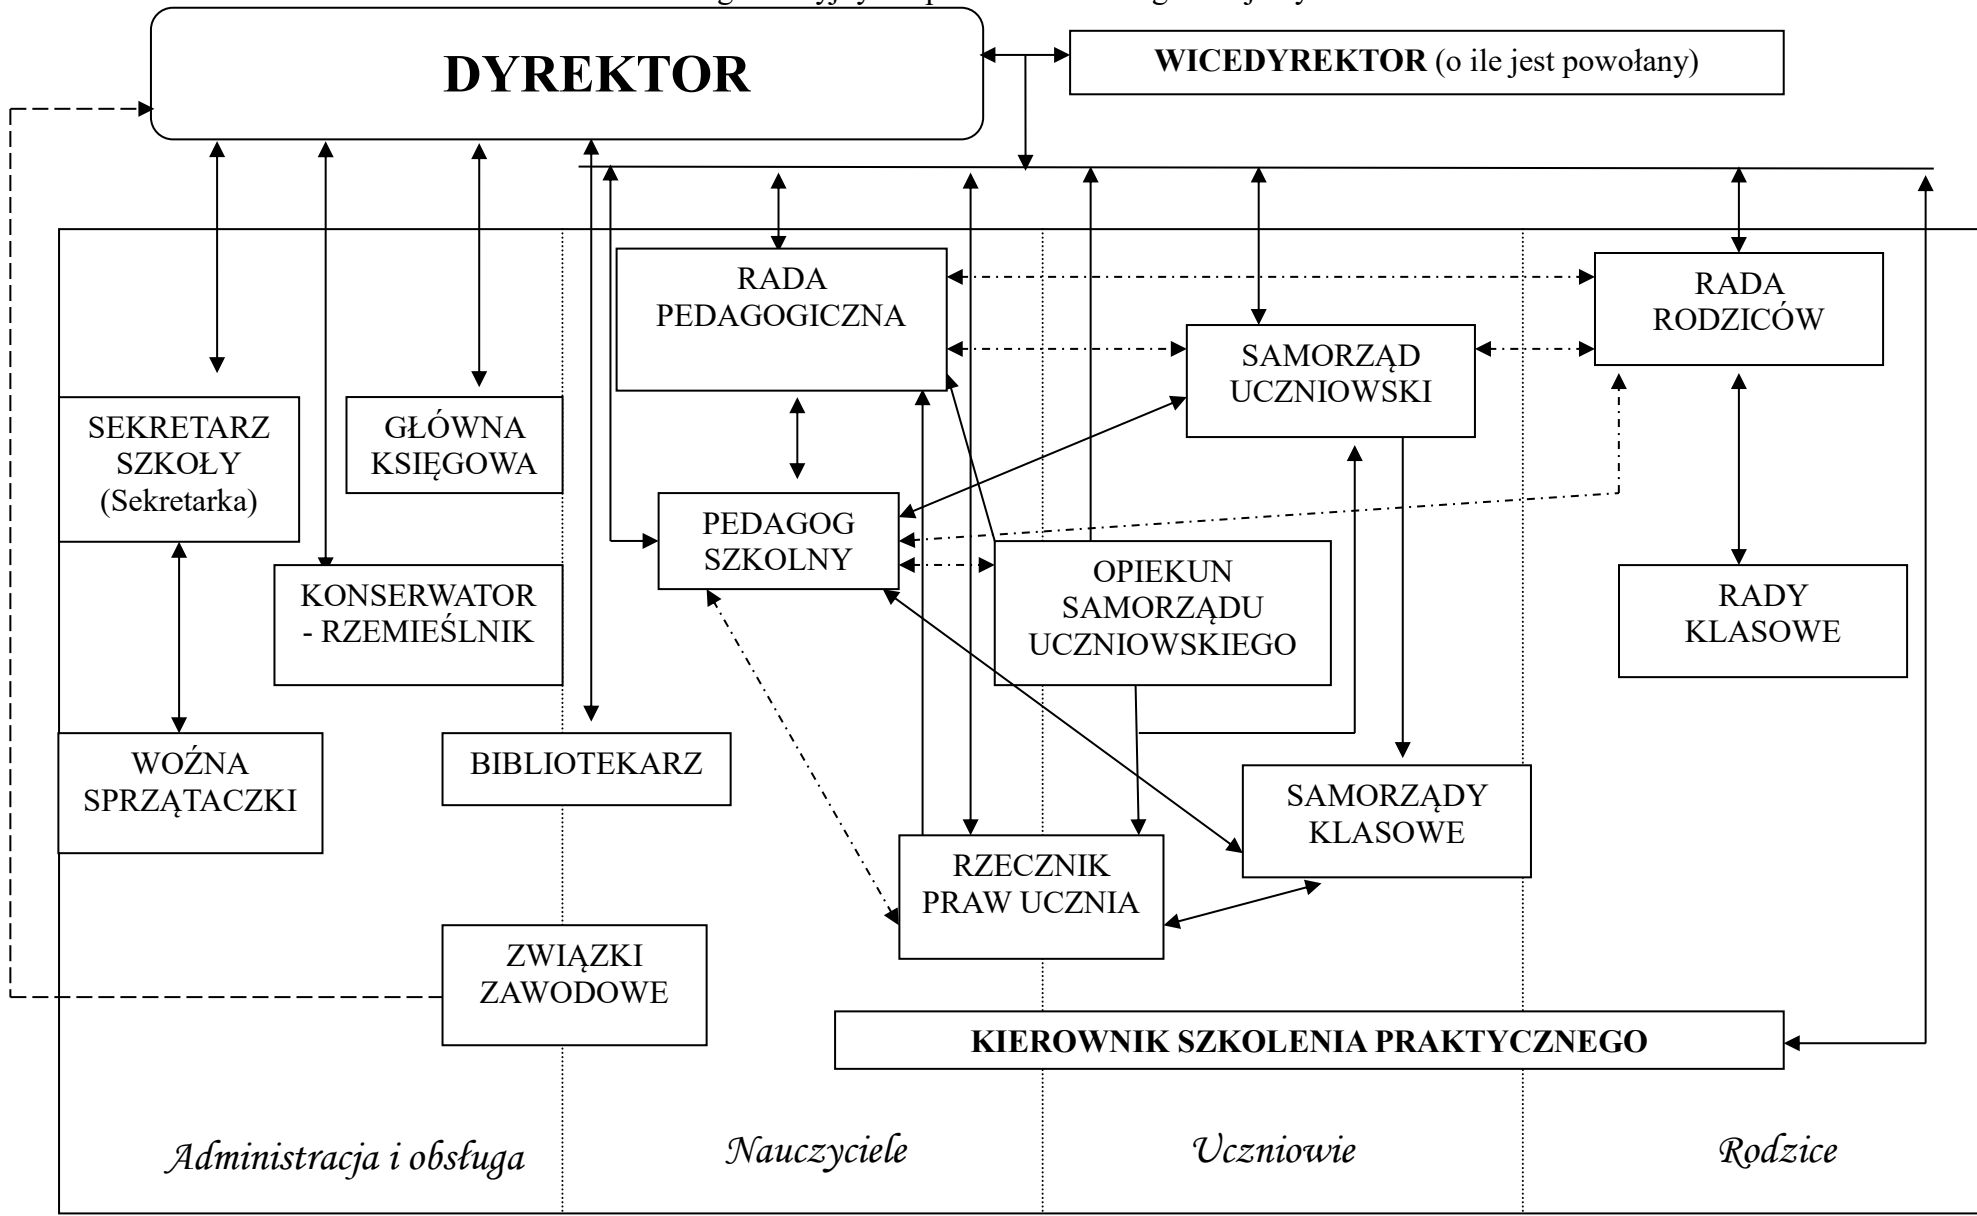 DYREKTOR
WICEDYREKTOR (o ile jest powołany)
RADA
PEDAGOGICZNA
RADA
RODZICÓW
SAMORZĄD
UCZNIOWSKI
SEKRETARZ
SZKOŁY
(Sekretarka)
GŁÓWNA
KSIĘGOWA
PEDAGOG
SZKOLNY
OPIEKUN
SAMORZĄDU
UCZNIOWSKIEGO
KONSERWATOR
- RZEMIEŚLNIK
RADY
KLASOWE
WOŹNA
SPRZĄTACZKI
BIBLIOTEKARZ
SAMORZĄDY
KLASOWE
RZECZNIK
PRAW UCZNIA
ZWIĄZKI
ZAWODOWE
KIEROWNIK SZKOLENIA PRAKTYCZNEGO
Administracja i obsługa
Nauczyciele
Uczniowie
Rodzice